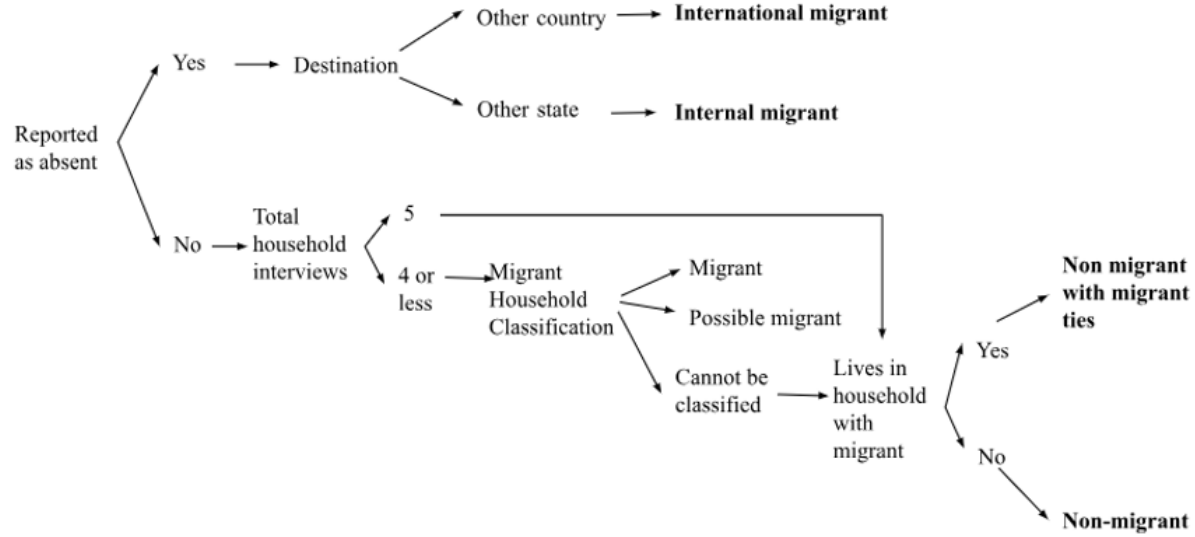 Other country
International migrant
Yes
Destination
Other state
Internal migrant
Reported
as absent
Total
household
interviews
No
5
4 or
less
Migrant
Household
Classification
Migrant
Possible migrant
Cannot be
classified
Lives in
household
with
migrant
Yes
Non migrant
with migrant
ties
No
Non-migrant